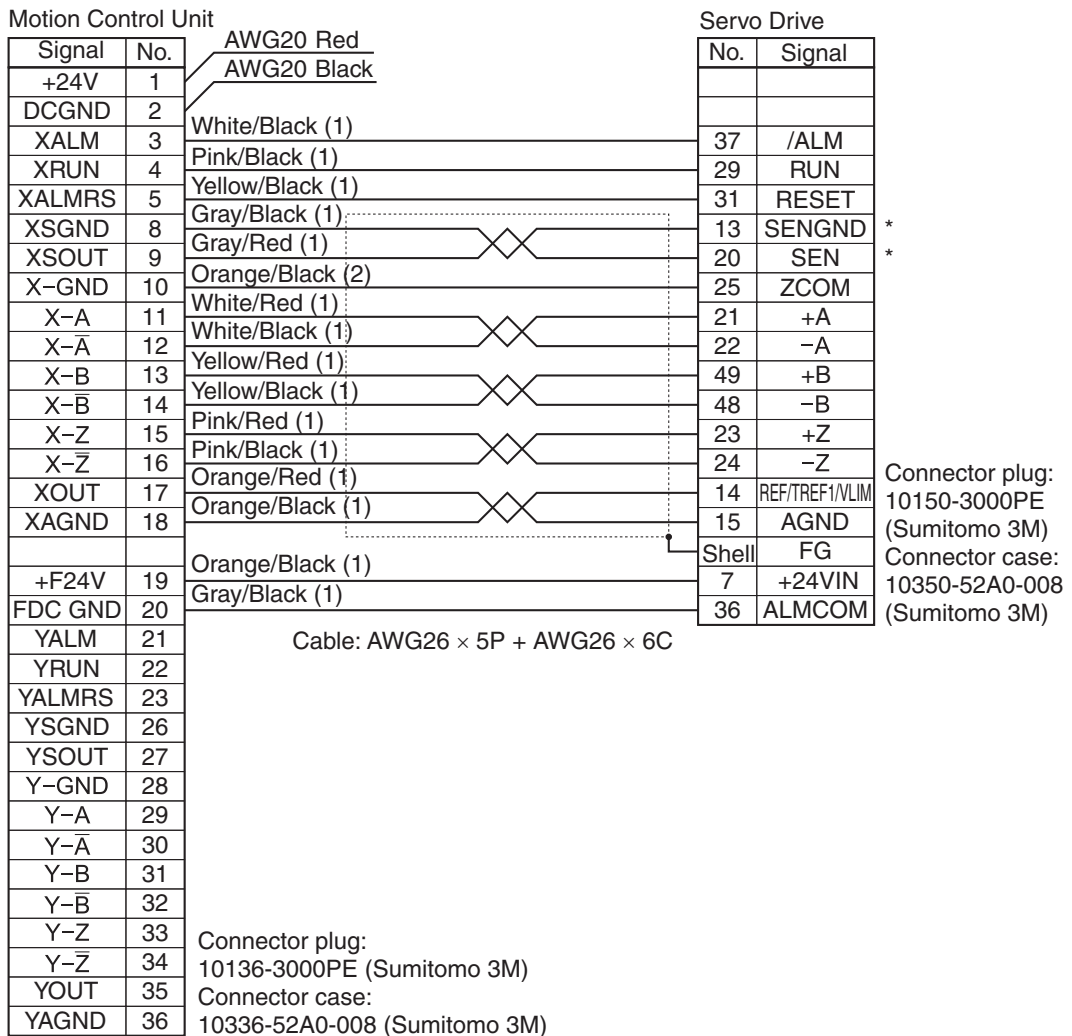 Motion Control Unit
Servo Drive
Signal No.
AWG20 Red
No. Signal
+24V 1
AWG20 Black
DCGND 2
White/Black (1)
XALM 3 37 /ALM
Pink/Black (1)
XRUN 4 29 RUN
Yellow/Black (1)
XALMRS 5 31 RESET
Gray/Black (1)
XSGND 8 13 SENGND *
Gray/Red (1)
XSOUT 9 20 SEN *
Orange/Black (2)
X−GND 10 25 ZCOM
White/Red (1)
X−A 11 21 +A
White/Black (1)
X−A̅ 12 22 −A
Yellow/Red (1)
X−B 13 49 +B
Yellow/Black (1)
X−B̅ 14 48 −B
Pink/Red (1)
X−Z 15 23 +Z
Pink/Black (1)
X−Z̅ 16 24 −Z
Orange/Red (1)
XOUT 17 14 REF/TREF1/VLIM
Orange/Black (1)
XAGND 18 15 AGND
Shell FG
Orange/Black (1)
+F24V 19 7 +24VIN
Gray/Black (1)
FDC GND 20 36 ALMCOM
Connector plug:
10150-3000PE
(Sumitomo 3M)
Connector case:
10350-52A0-008
(Sumitomo 3M)
Cable: AWG26 × 5P + AWG26 × 6C
YALM 21
YRUN 22
YALMRS 23
YSGND 26
YSOUT 27
Y−GND 28
Y−A 29
Y−A̅ 30
Y−B 31
Y−B̅ 32
Y−Z 33
Y−Z̅ 34
YOUT 35
YAGND 36
Connector plug:
10136-3000PE (Sumitomo 3M)
Connector case:
10336-52A0-008 (Sumitomo 3M)